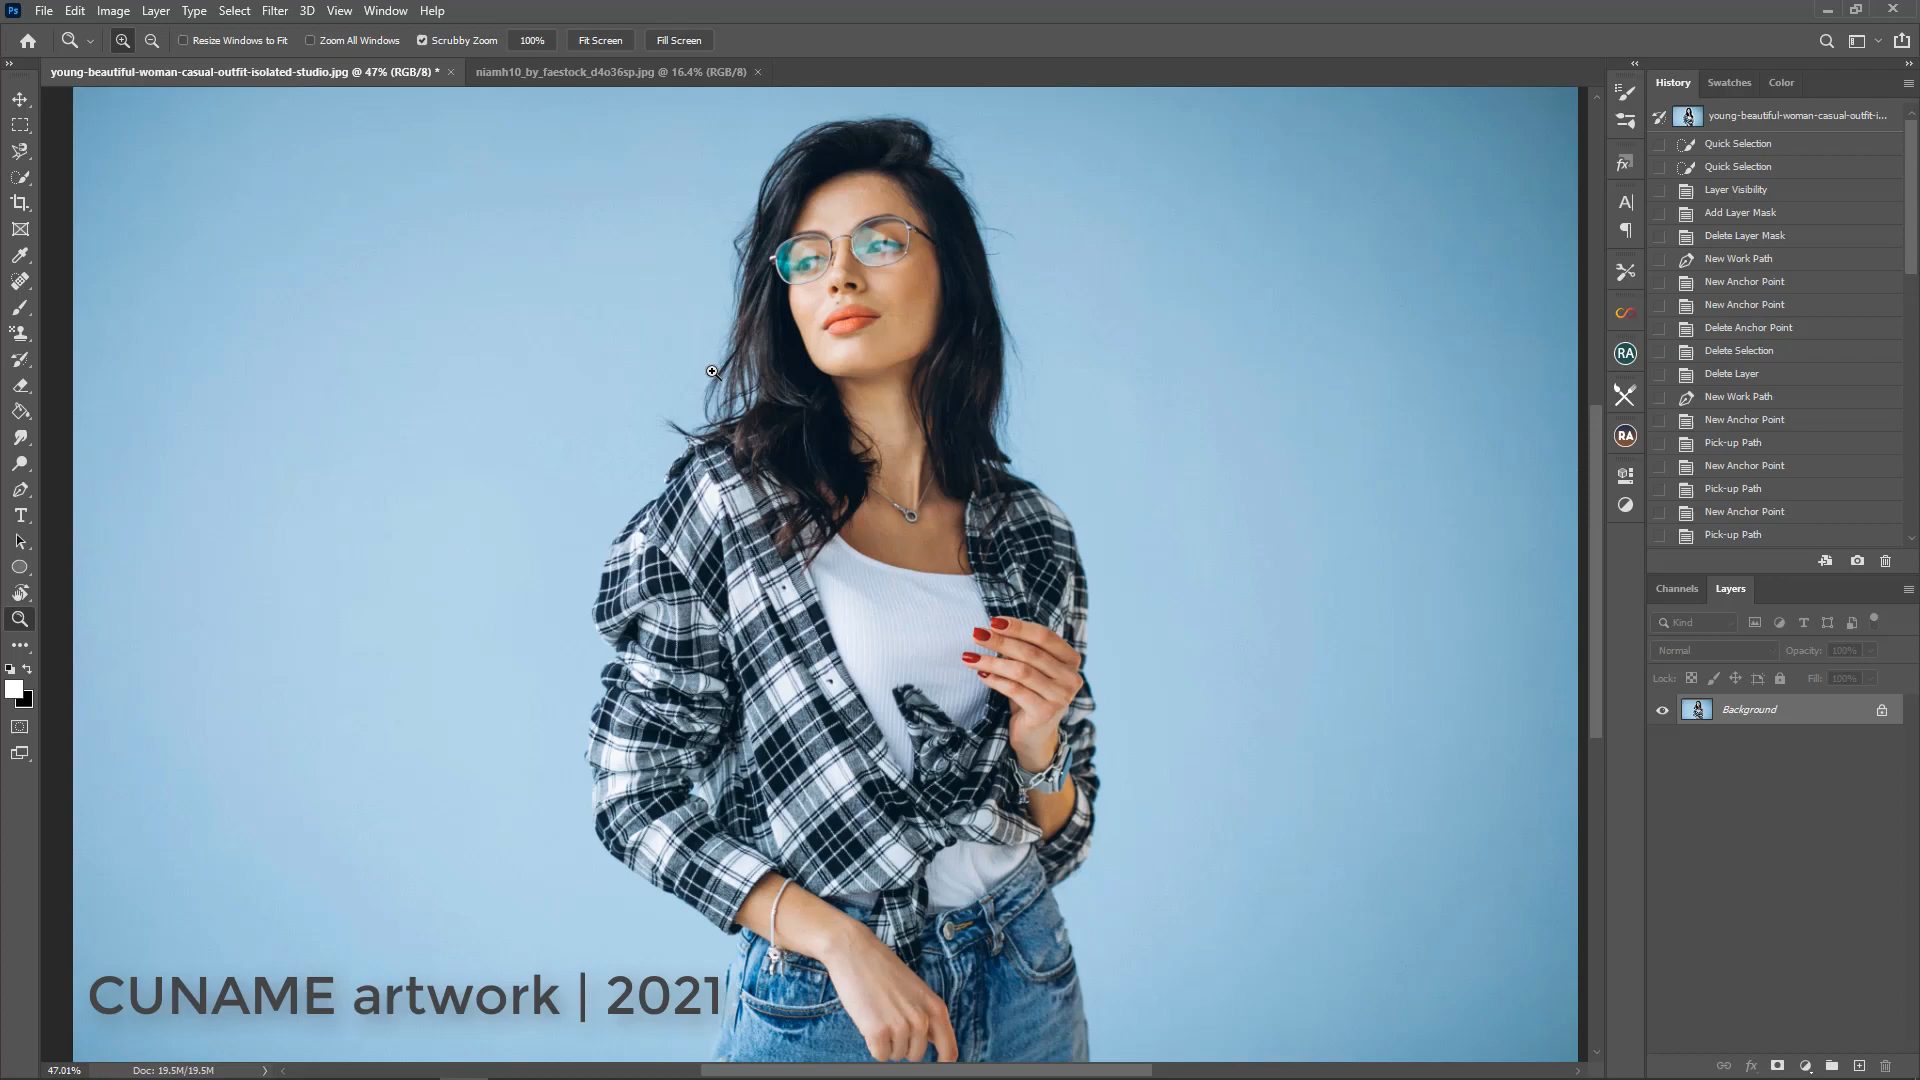 Ps File Edit Image Layer Type Select Filter 3D View Window Help
Resize Windows to Fit Zoom All Windows Scrubby Zoom 100% Fit Screen Fill Screen
young-beautiful-woman-casual-outfit-isolated-studio.jpg @ 47% (RGB/8) * niamh10_by_faestock_d4o36sp.jpg @ 16.4% (RGB/8)
History Swatches Color
young-beautiful-woman-casual-outfit-i...
Quick Selection
Quick Selection
Layer Visibility
Add Layer Mask
Delete Layer Mask
New Work Path
New Anchor Point
New Anchor Point
Delete Anchor Point
Delete Selection
Delete Layer
New Work Path
New Anchor Point
Pick-up Path
New Anchor Point
Pick-up Path
New Anchor Point
Pick-up Path
fx
A
RA
RA
Channels Layers
Kind
Normal Opacity: 100%
Lock: Fill: 100%
Background
fx
CUNAME artwork | 2021
47.01% Doc: 19.5M/19.5M